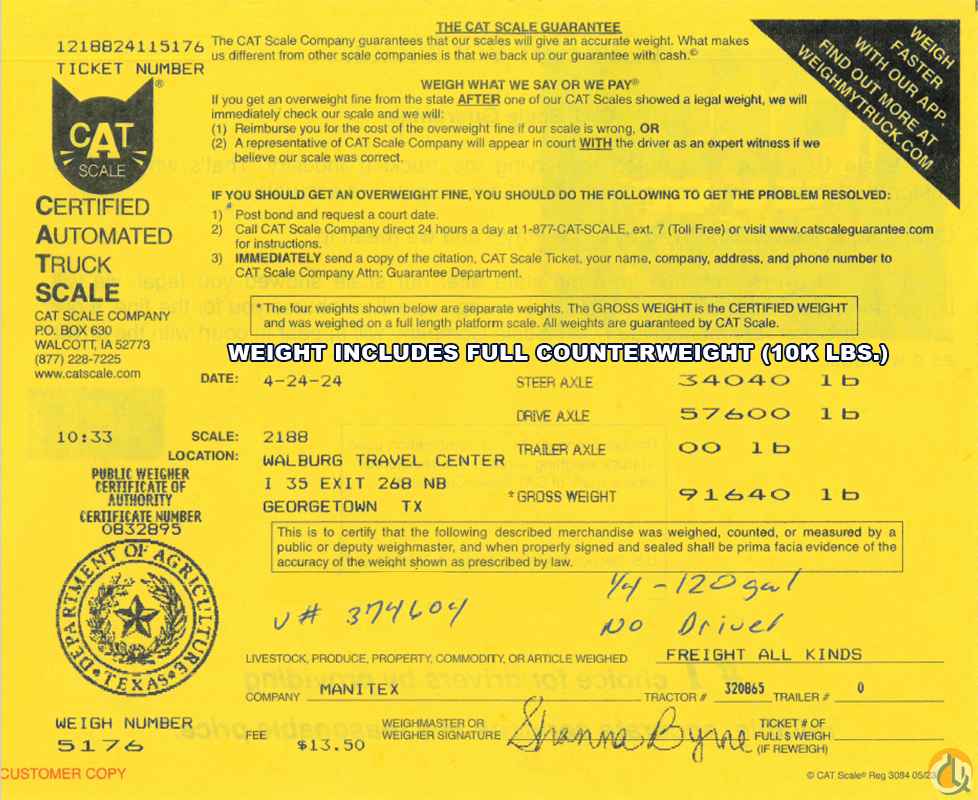 THE CAT SCALE GUARANTEE
1218824115176
TICKET NUMBER
The CAT Scale Company guarantees that our scales will give an accurate weight. What makes
us different from other scale companies is that we back up our guarantee with cash.©
WEIGH WHAT WE SAY OR WE PAY®
If you get an overweight fine from the state AFTER one of our CAT Scales showed a legal weight, we will
immediately check our scale and we will:
(1) Reimburse you for the cost of the overweight fine if our scale is wrong, OR
(2) A representative of CAT Scale Company will appear in court WITH the driver as an expert witness if we
believe our scale was correct.
WEIGH
FASTER
WITH OUR APP.
FIND OUT MORE AT
WEIGHMYTRUCK.COM
CAT
SCALE
®
IF YOU SHOULD GET AN OVERWEIGHT FINE, YOU SHOULD DO THE FOLLOWING TO GET THE PROBLEM RESOLVED:
1) Post bond and request a court date.
2) Call CAT Scale Company direct 24 hours a day at 1-877-CAT-SCALE, ext. 7 (Toll Free) or visit www.catscaleguarantee.com
for instructions.
3) IMMEDIATELY send a copy of the citation, CAT Scale Ticket, your name, company, address, and phone number to
CAT Scale Company Attn: Guarantee Department.
CERTIFIED
AUTOMATED
TRUCK
SCALE
CAT SCALE COMPANY
P.O. BOX 630
WALCOTT, IA 52773
(877) 228-7225
www.catscale.com
*The four weights shown below are separate weights. The GROSS WEIGHT is the CERTIFIED WEIGHT
and was weighed on a full length platform scale. All weights are guaranteed by CAT Scale.
WEIGHT INCLUDES FULL COUNTERWEIGHT (10K LBS.)
DATE: 4-24-24
STEER AXLE 34040 lb
DRIVE AXLE 57600 lb
10:33
SCALE: 2188
TRAILER AXLE 00 lb
LOCATION: WALBURG TRAVEL CENTER
I 35 EXIT 268 NB
*GROSS WEIGHT 91640 lb
GEORGETOWN TX
PUBLIC WEIGHER
CERTIFICATE OF
AUTHORITY
CERTIFICATE NUMBER
0832895
This is to certify that the following described merchandise was weighed, counted, or measured by a
public or deputy weighmaster, and when properly signed and sealed shall be prima facia evidence of the
accuracy of the weight shown as prescribed by law.
DEPARTMENT OF AGRICULTURE
TEXAS
1/4 - 120 gal
U# 374604
No Driver
LIVESTOCK, PRODUCE, PROPERTY, COMMODITY, OR ARTICLE WEIGHED FREIGHT ALL KINDS
COMPANY MANITEX TRACTOR # 320865 TRAILER # 0
WEIGH NUMBER
5176
FEE $13.50
WEIGHMASTER OR
WEIGHER SIGNATURE Shanna Byrne
TICKET # OF
FULL $ WEIGH
(IF REWEIGH)
CUSTOMER COPY
© CAT Scale® Reg 3084 05/23